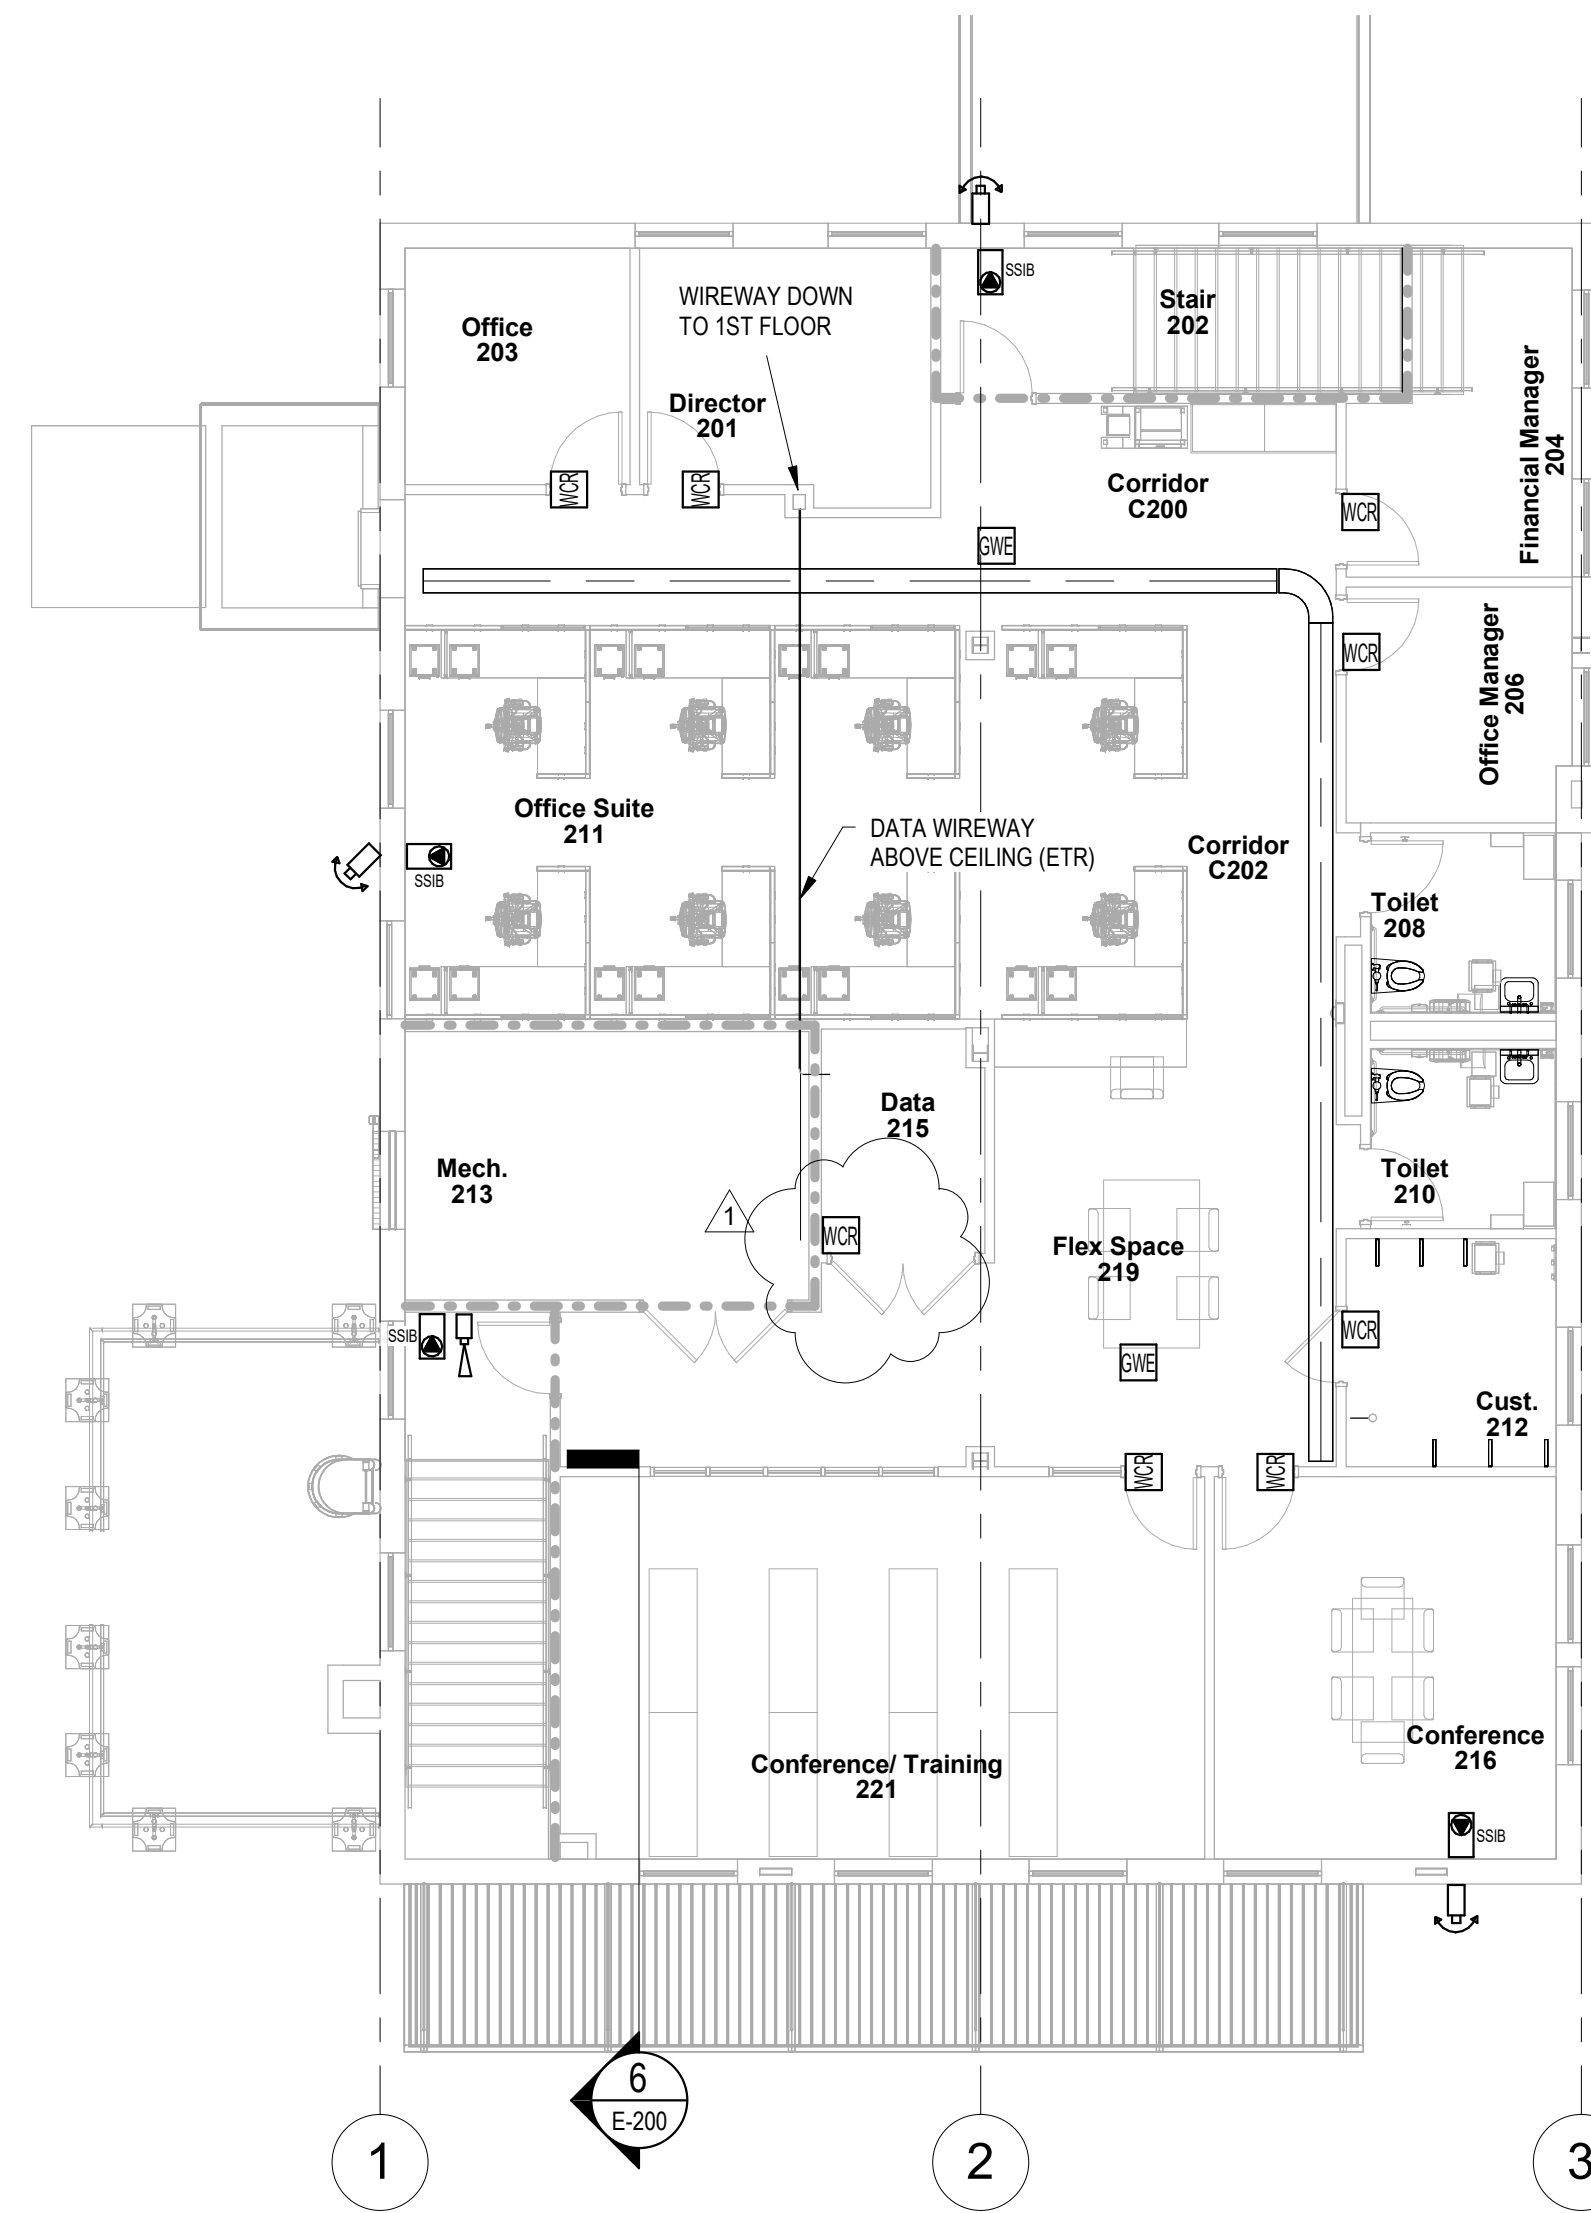 SSIB
WIREWAY DOWN
TO 1ST FLOOR
Stair
202
Office
203
Director
201
Financial Manager
204
WCR
WCR
Corridor
C200
WCR
GWE
Office Manager
206
WCR
Office Suite
211
DATA WIREWAY
ABOVE CEILING (ETR)
Corridor
C202
SSIB
Toilet
208
Data
215
Mech.
213
Toilet
210
1
WCR
Flex Space
219
SSIB
WCR
GWE
Cust.
212
WCR
WCR
Conference/ Training
221
Conference
216
SSIB
6
E-200
1
2
3